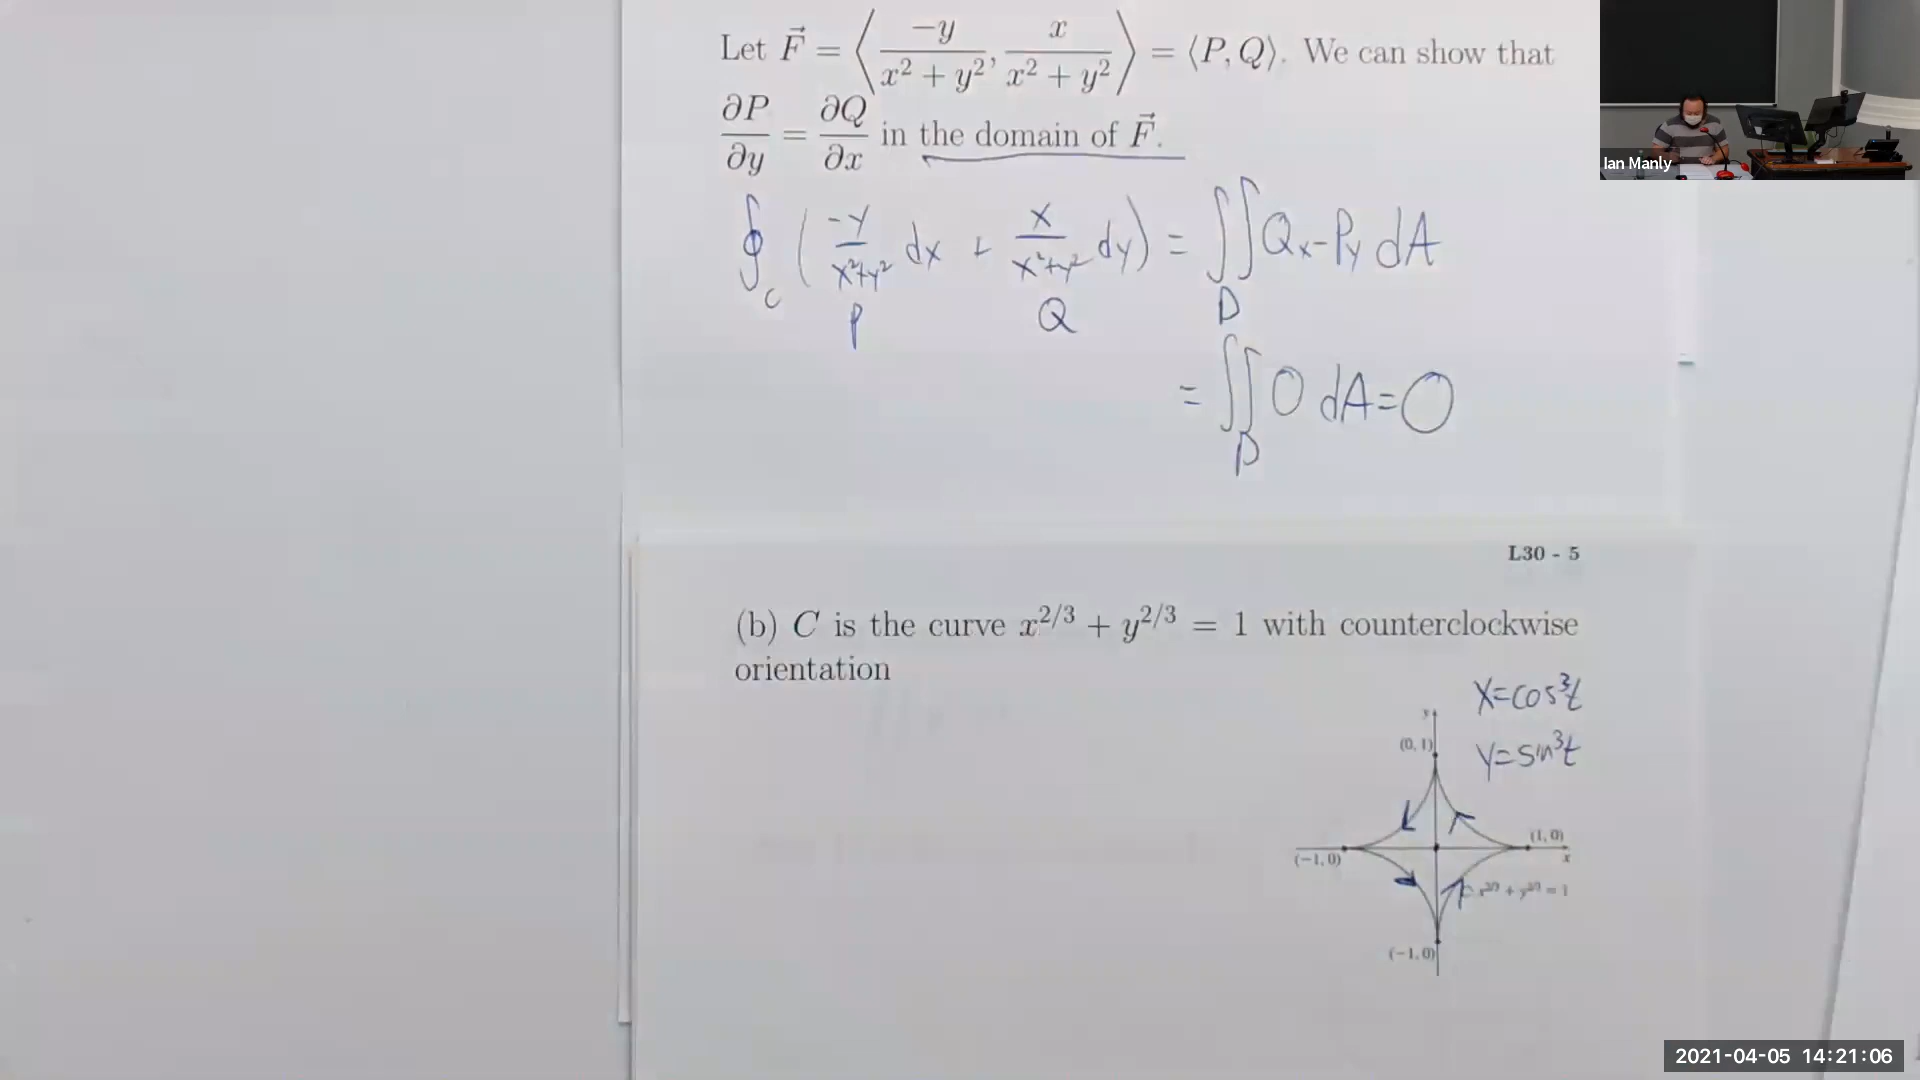 Let F⃗ = ⟨ -y / (x² + y²), x / (x² + y²) ⟩ = ⟨P, Q⟩. We can show that
∂P/∂y = ∂Q/∂x in the domain of F⃗.
Ian Manly
∮_C ( -y / (x²+y²) dx + x / (x²+y²) dy ) = ∬_D Qx - Py dA
P Q
= ∬_D 0 dA = 0
L30 - 5
(b) C is the curve x^{2/3} + y^{2/3} = 1 with counterclockwise
orientation
x = cos³t
y = sin³t
y
(0, 1)
(1, 0)
(-1, 0)
x
x^{2/3} + y^{2/3} = 1
(-1, 0)
2021-04-05 14:21:06